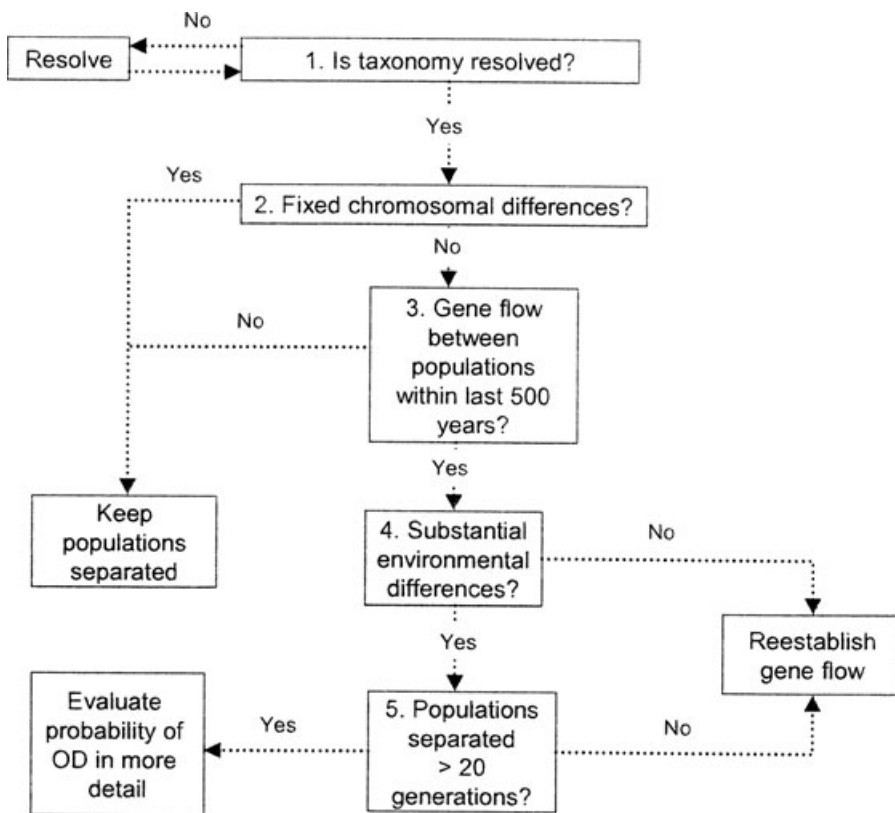 No
Resolve
1. Is taxonomy resolved?
Yes
Yes
2. Fixed chromosomal differences?
No
No
3. Gene flow
between
populations
within last 500
years?
Yes
Keep
populations
separated
4. Substantial
environmental
differences?
No
Yes
Reestablish
gene flow
Evaluate
probability of
OD in more
detail
Yes
5. Populations
separated
> 20
generations?
No